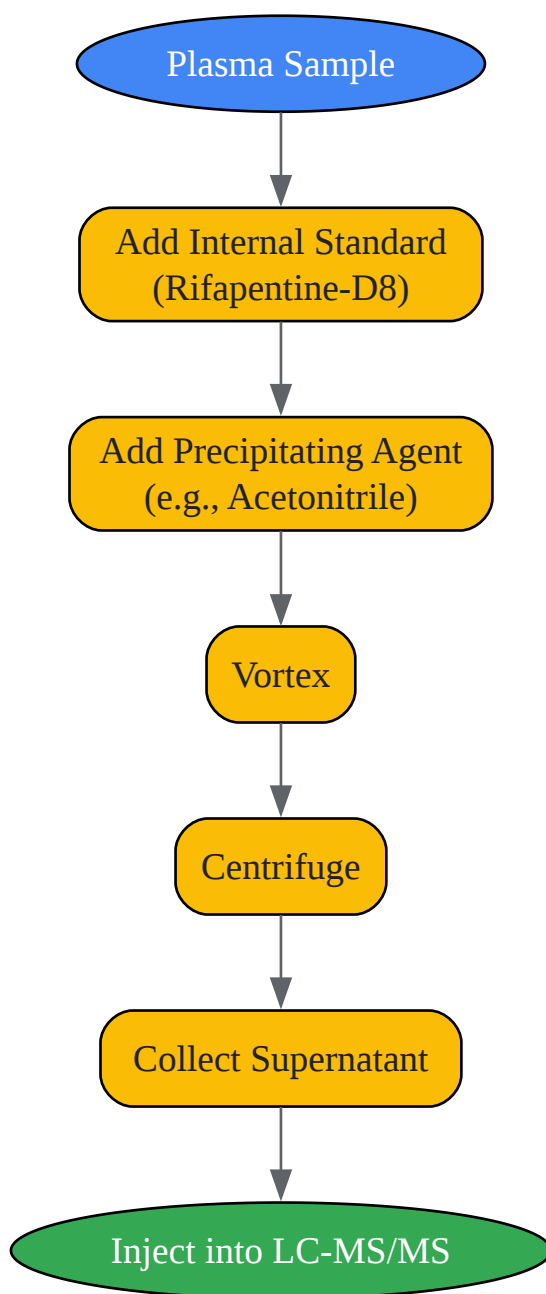 Plasma Sample
Add Internal Standard
(Rifapentine-D8)
Add Precipitating Agent
(e.g., Acetonitrile)
Vortex
Centrifuge
Collect Supernatant
Inject into LC-MS/MS